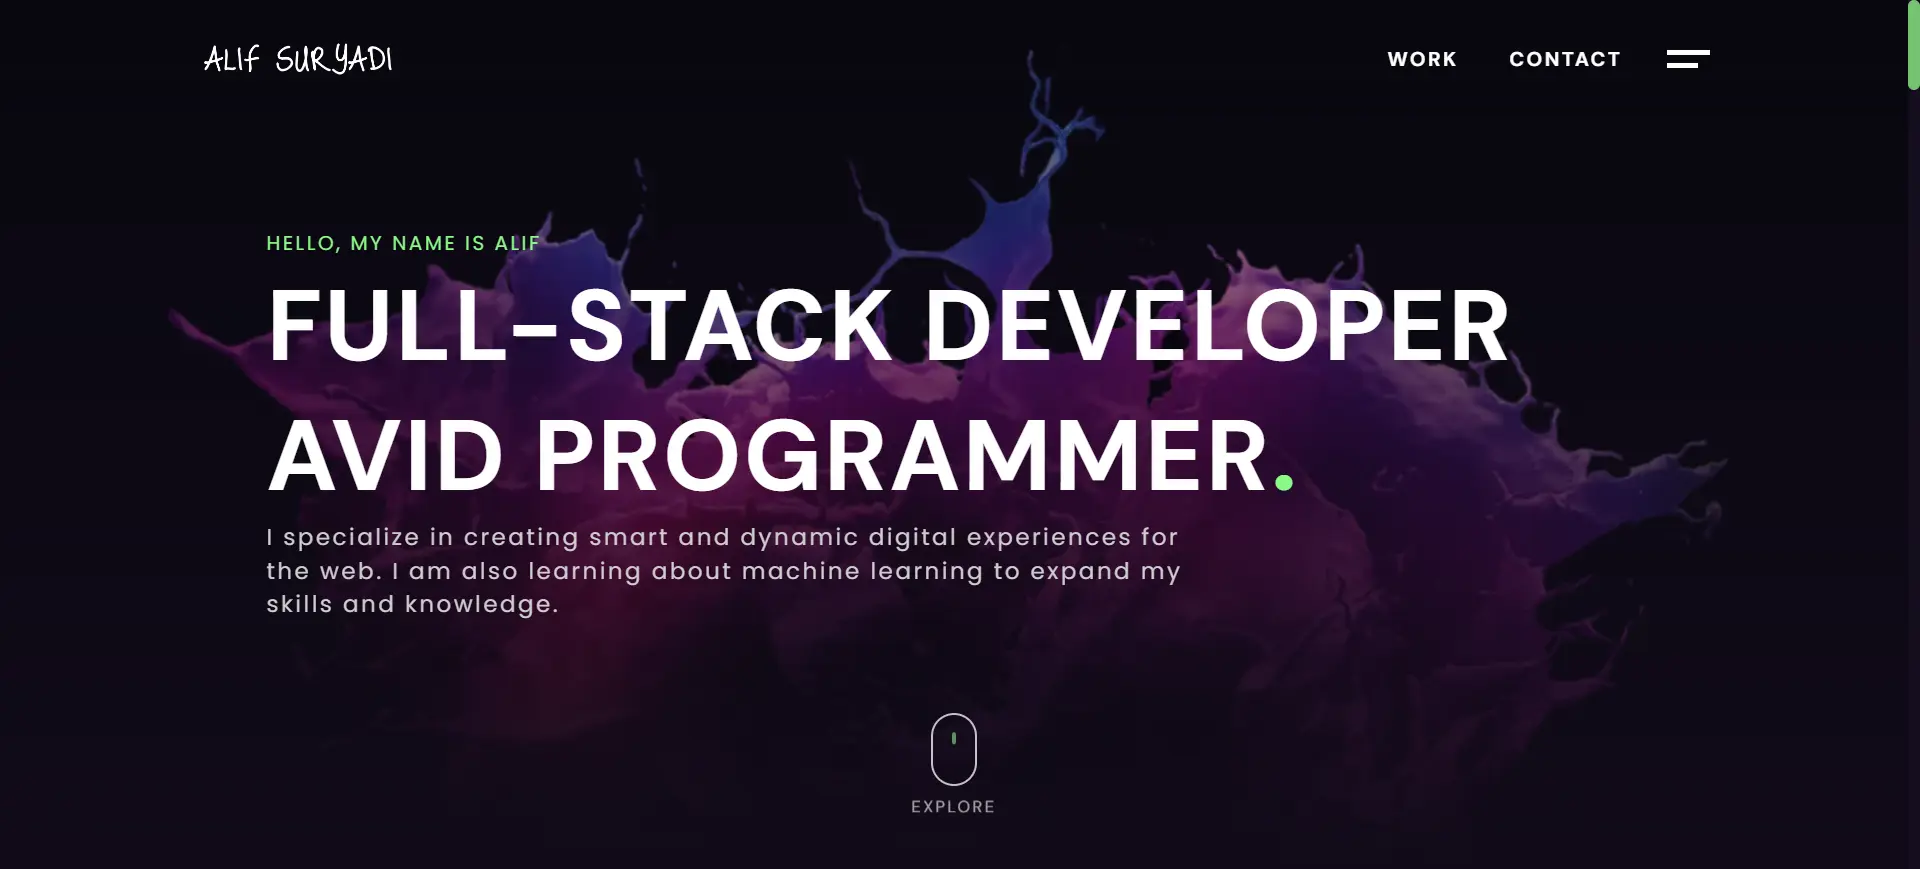 ALIF SURYADI
WORK CONTACT
HELLO, MY NAME IS ALIF
FULL-STACK DEVELOPER
AVID PROGRAMMER.
I specialize in creating smart and dynamic digital experiences for
the web. I am also learning about machine learning to expand my
skills and knowledge.
EXPLORE